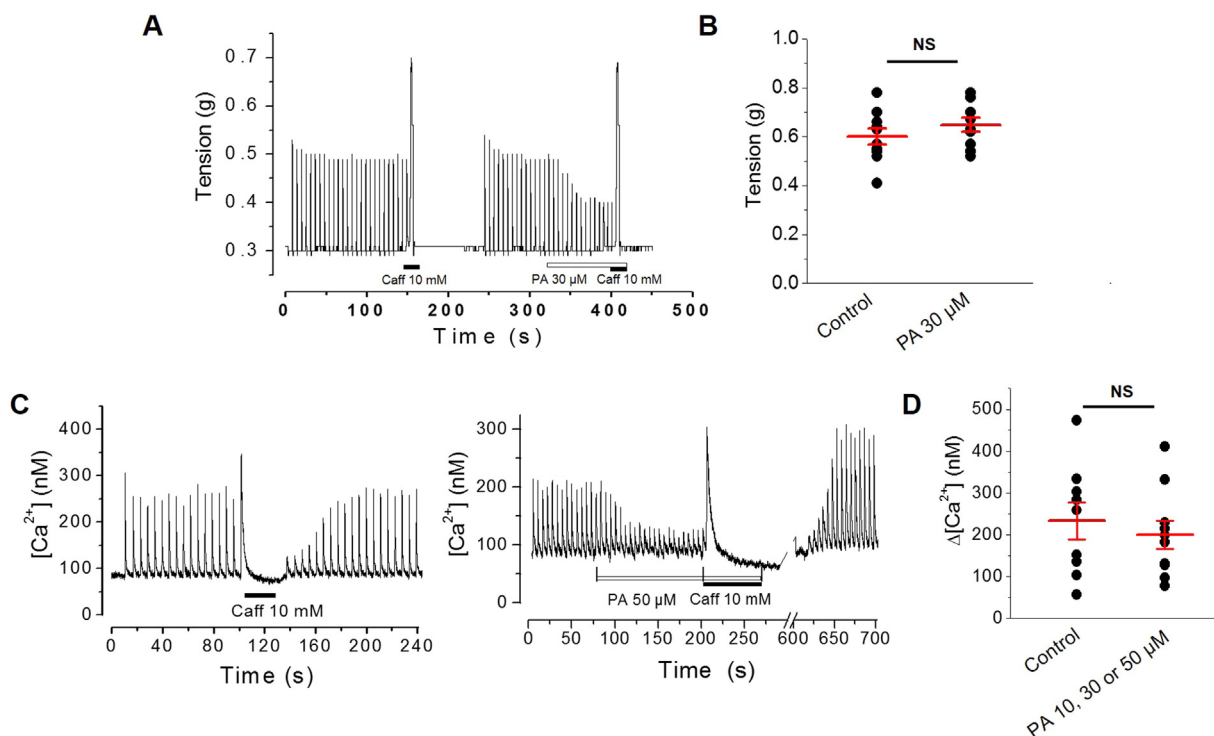 A
Tension (g)
0.7
0.6
0.5
0.4
0.3
Caff 10 mM
PA 30 µM
Caff 10 mM
0 100 200 300 400 500
Time (s)
B
NS
Tension (g)
1.0
0.8
0.6
0.4
0.2
0.0
Control
PA 30 µM
C
[Ca2+] (nM)
400
300
200
100
0
Caff 10 mM
0 40 80 120 160 200 240
Time (s)
[Ca2+] (nM)
300
200
100
0
PA 50 µM
Caff 10 mM
0 25 50 75 100 125 150 200 250 600 650 700
Time (s)
D
NS
Δ[Ca2+] (nM)
500
400
300
200
100
0
Control
PA 10, 30 or 50 µM